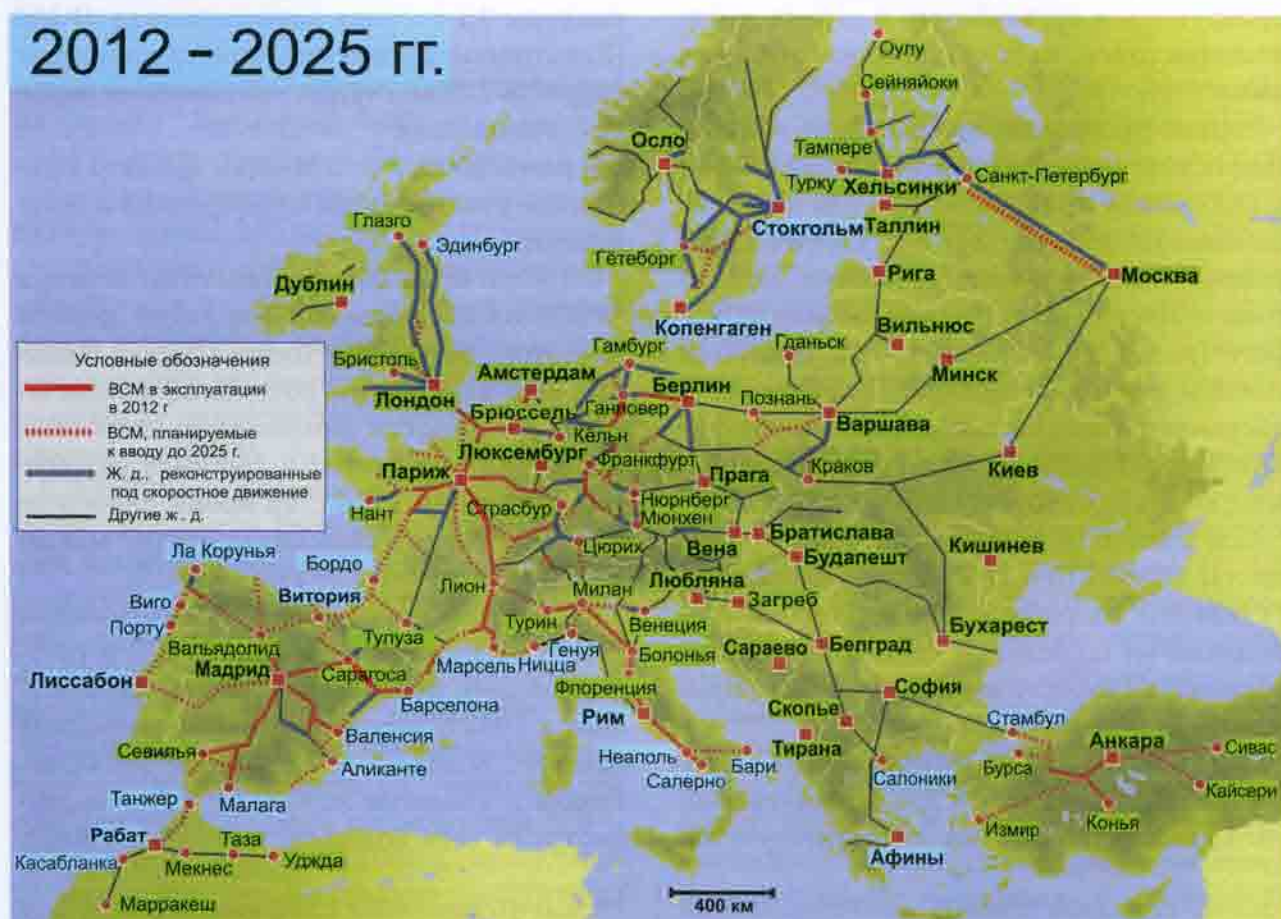 2012 - 2025 гг.
Оулу
Сейняйоки
Осло
Тампере
Турку
Хельсинки
Санкт-Петербург
Стокгольм
Таллин
Глазго
Эдинбург
Гётеборг
Рига
Москва
Дублин
Копенгаген
Вильнюс
Гданьск
Минск
Условные обозначения
ВСМ в эксплуатации
в 2012 г
ВСМ, планируемые
к вводу до 2025 г.
Ж. д., реконструированные
под скоростное движение
Другие ж. д.
Бристоль
Лондон
Гамбург
Амстердам
Берлин
Ганновер
Познань
Брюссель
Варшава
Кёльн
Люксембург
Франкфурт
Краков
Киев
Париж
Прага
Нант
Страсбур
Нюрнберг
Мюнхен
Ла Корунья
Цюрих
Вена
Братислава
Будапешт
Кишинев
Бордо
Виго
Витория
Лион
Милан
Любляна
Загреб
Порту
Тулуза
Турин
Венеция
Вальядолид
Марсель
Ницца
Генуя
Болонья
Сараево
Белград
Бухарест
Лиссабон
Мадрид
Сарагоса
Барселона
Флоренция
София
Рим
Скопье
Стамбул
Севилья
Валенсия
Тирана
Анкара
Сивас
Аликанте
Неаполь
Салерно
Бари
Салоники
Бурса
Танжер
Малага
Кайсери
Измир
Конья
Рабат
Таза
Касабланка
Мекнес
Уджда
Афины
Марракеш
400 км